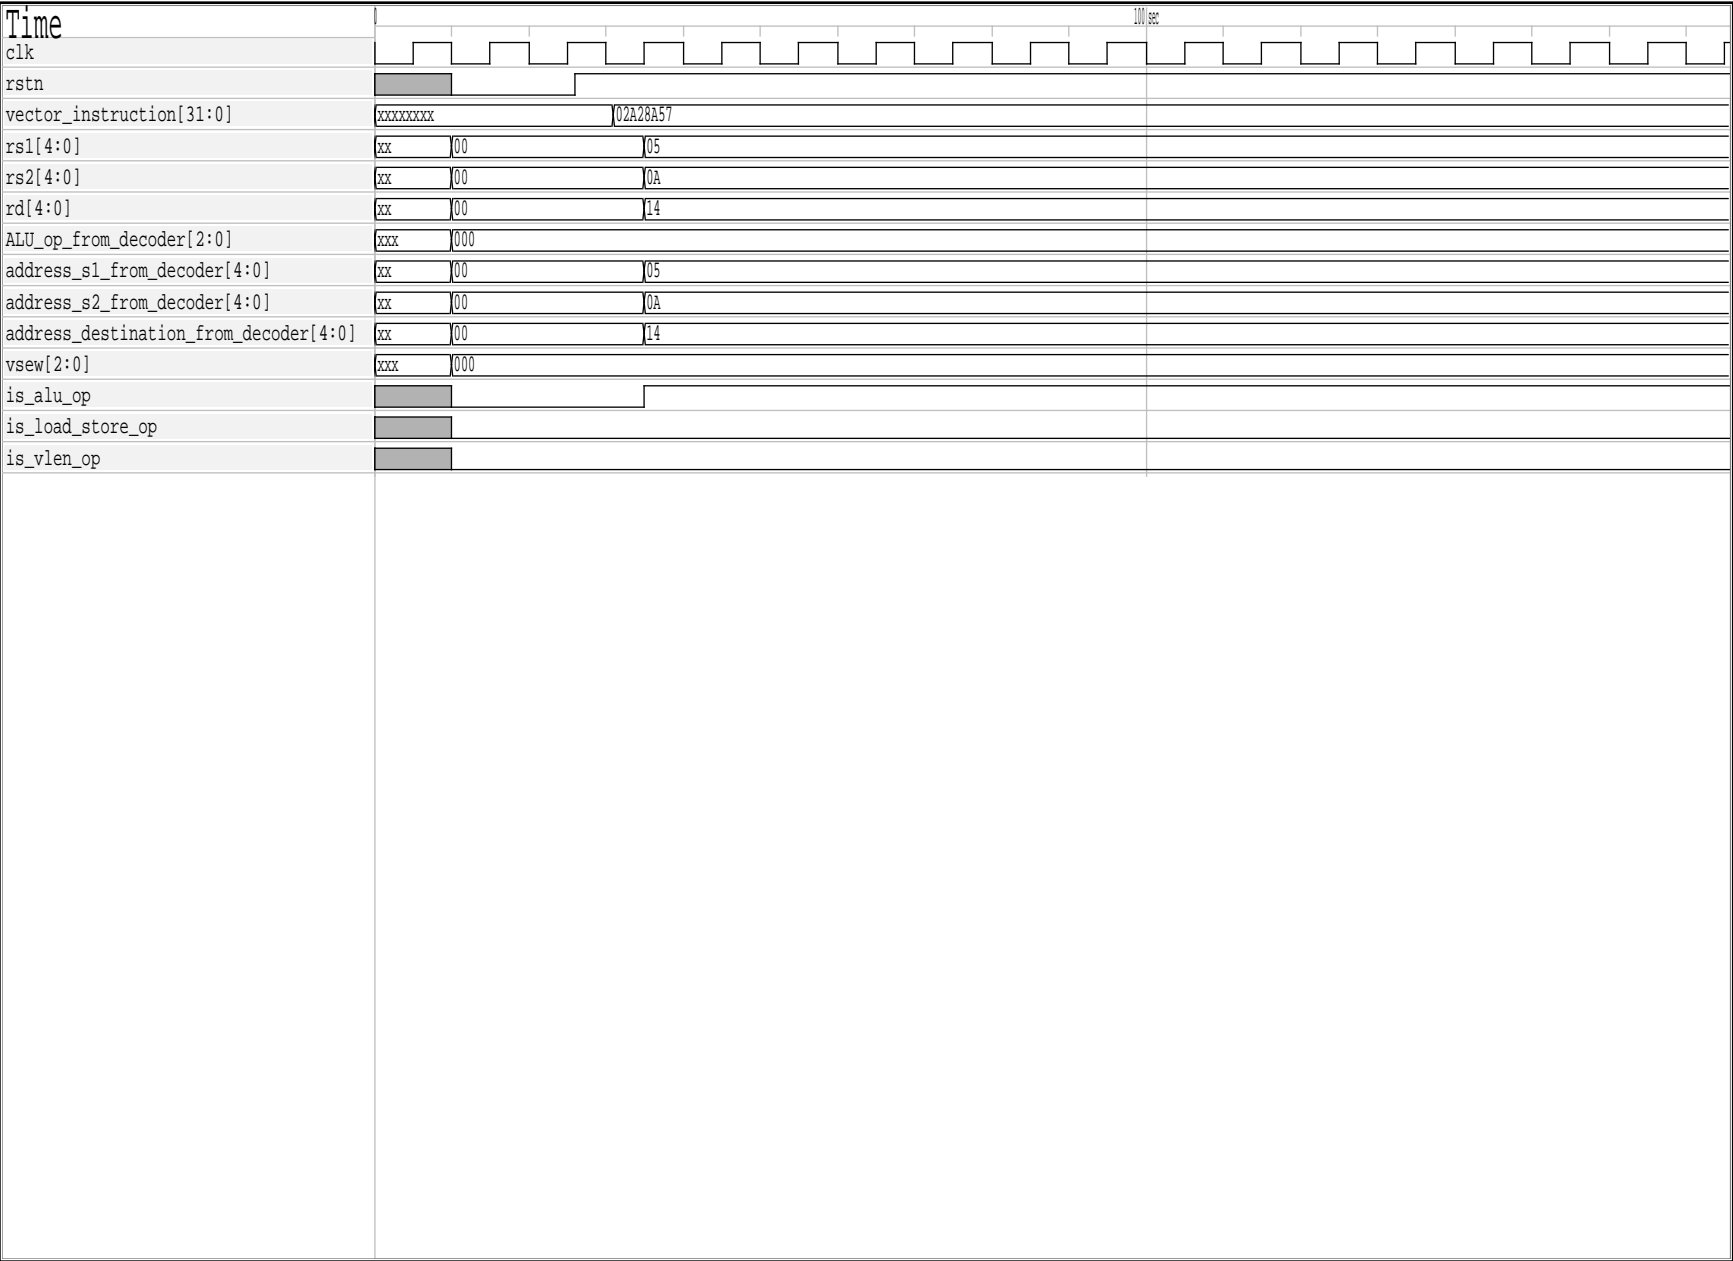 Time 0 100 sec
clk
rstn
vector_instruction[31:0] xxxxxxxx 02A28A57
rs1[4:0] xx 00 05
rs2[4:0] xx 00 0A
rd[4:0] xx 00 14
ALU_op_from_decoder[2:0] xxx 000
address_s1_from_decoder[4:0] xx 00 05
address_s2_from_decoder[4:0] xx 00 0A
address_destination_from_decoder[4:0] xx 00 14
vsew[2:0] xxx 000
is_alu_op
is_load_store_op
is_vlen_op